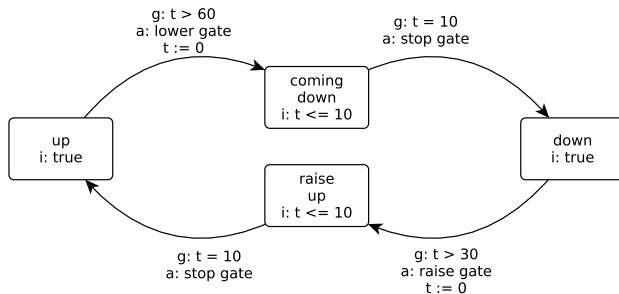 g: t > 60
a: lower gate
t := 0
g: t = 10
a: stop gate
coming
down
i: t <= 10
up
i: true
down
i: true
raise
up
i: t <= 10
g: t = 10
a: stop gate
g: t > 30
a: raise gate
t := 0